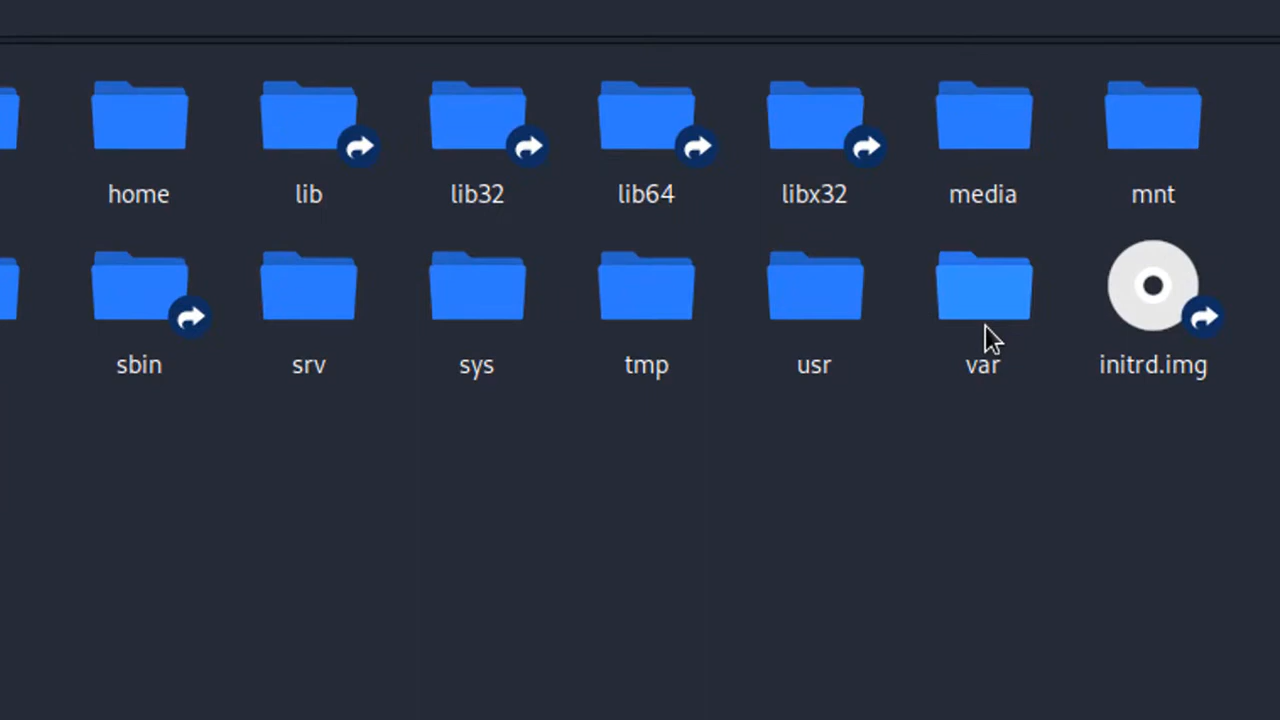 home lib lib32 lib64 libx32 media mnt
sbin srv sys tmp usr var initrd.img